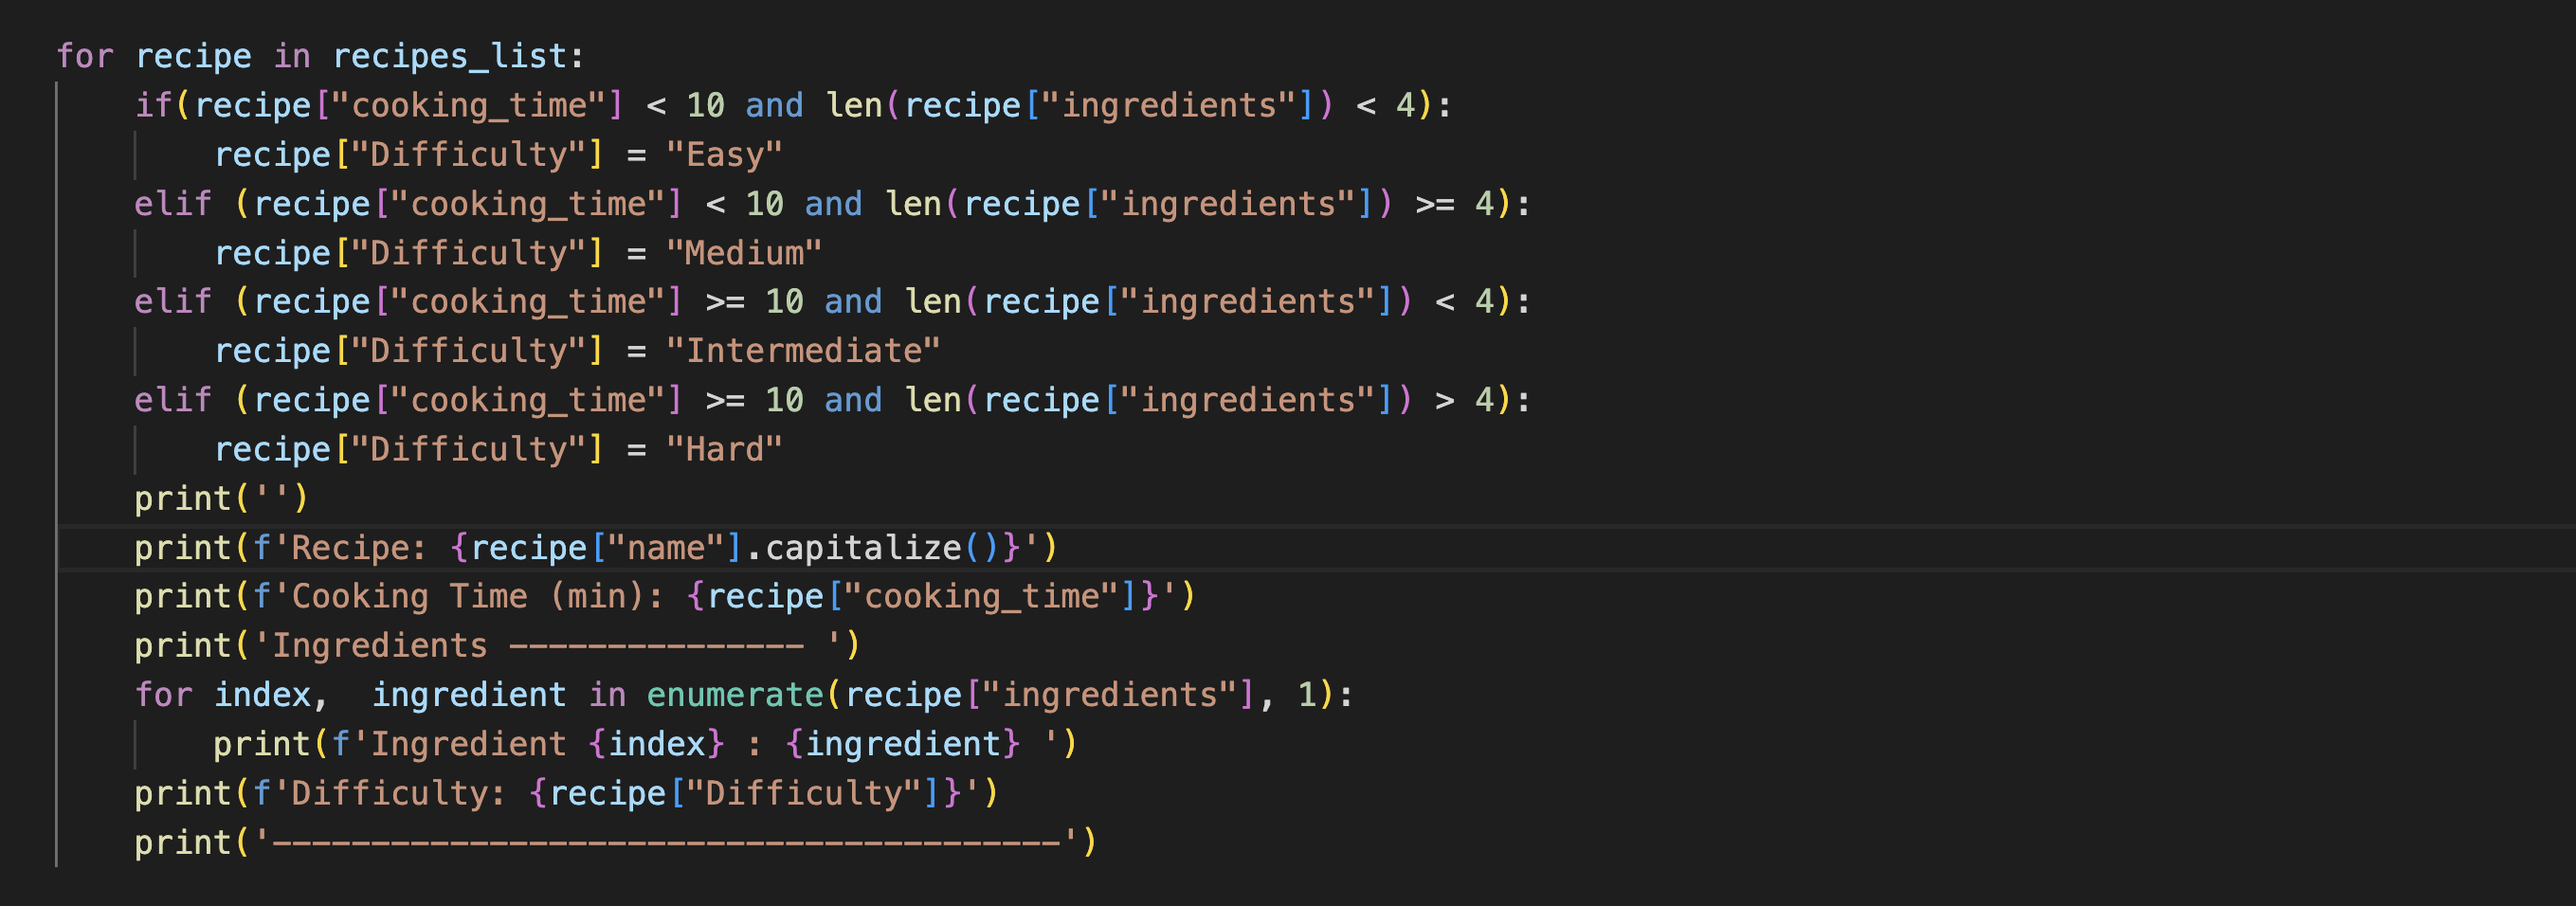 for recipe in recipes_list:
    if(recipe["cooking_time"] < 10 and len(recipe["ingredients"]) < 4):
        recipe["Difficulty"] = "Easy"
    elif (recipe["cooking_time"] < 10 and len(recipe["ingredients"]) >= 4):
        recipe["Difficulty"] = "Medium"
    elif (recipe["cooking_time"] >= 10 and len(recipe["ingredients"]) < 4):
        recipe["Difficulty"] = "Intermediate"
    elif (recipe["cooking_time"] >= 10 and len(recipe["ingredients"]) > 4):
        recipe["Difficulty"] = "Hard"
    print('')
    print(f'Recipe: {recipe["name"].capitalize()}')
    print(f'Cooking Time (min): {recipe["cooking_time"]}')
    print('Ingredients --------------- ')
    for index,  ingredient in enumerate(recipe["ingredients"], 1):
        print(f'Ingredient {index} : {ingredient} ')
    print(f'Difficulty: {recipe["Difficulty"]}')
    print('----------------------------------------')